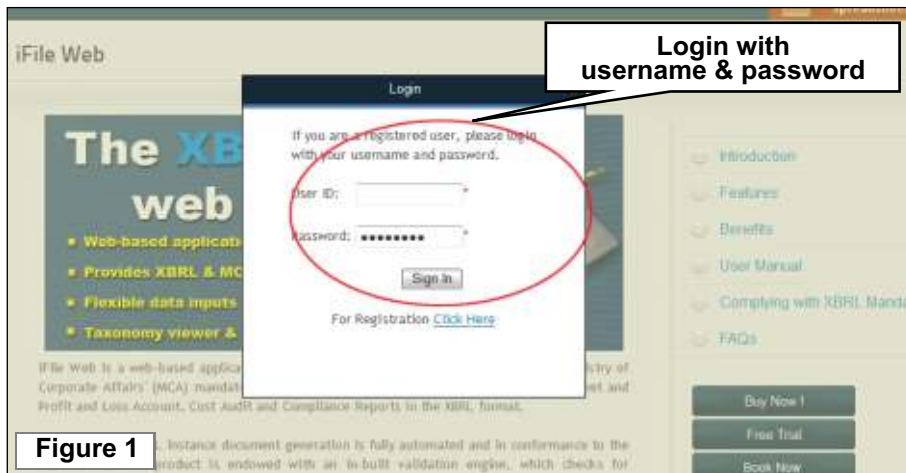 iFile Web
Login with
username & password
Login
If you are a registered user, please login
with your username and password.
User ID: *
Password: •••••••• *
Sign In
For Registration Click Here
The XB
web
Web-based applicati
Provides XBRL & MC
Flexible data inputs
Taxonomy viewer &
Introduction
Features
Benefits
User Manual
Complying with XBRL Manda
FAQs
Buy Now !
Free Trial
Book Now
iFile Web is a web-based applica istry of
Corporate Affairs' (MCA) mandat et and
Profit and Loss Account, Cost Audit and Compliance Reports in the XBRL format.
Instance document generation is fully automated and in conformance to the
product is endowed with an in-built validation engine, which checks for
Figure 1